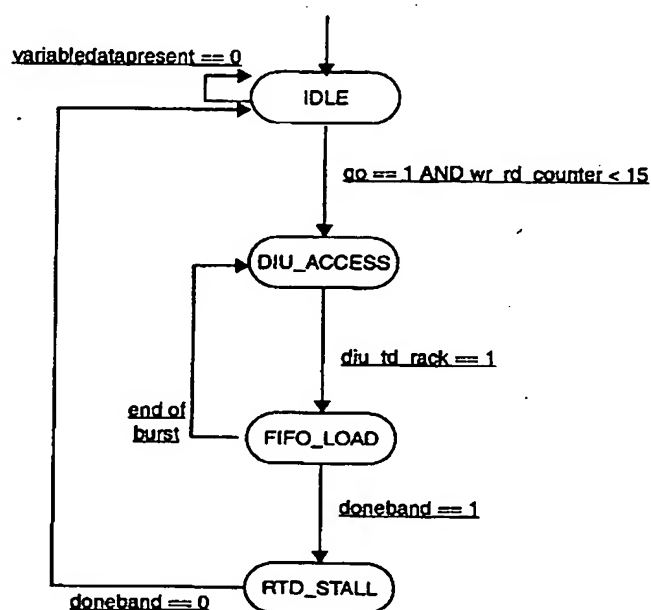 variabledatapresent == 0
IDLE
go == 1 AND wr_rd_counter < 15
DIU_ACCESS
diu_td_rack == 1
end of
burst
FIFO_LOAD
doneband == 1
RTD_STALL
doneband == 0